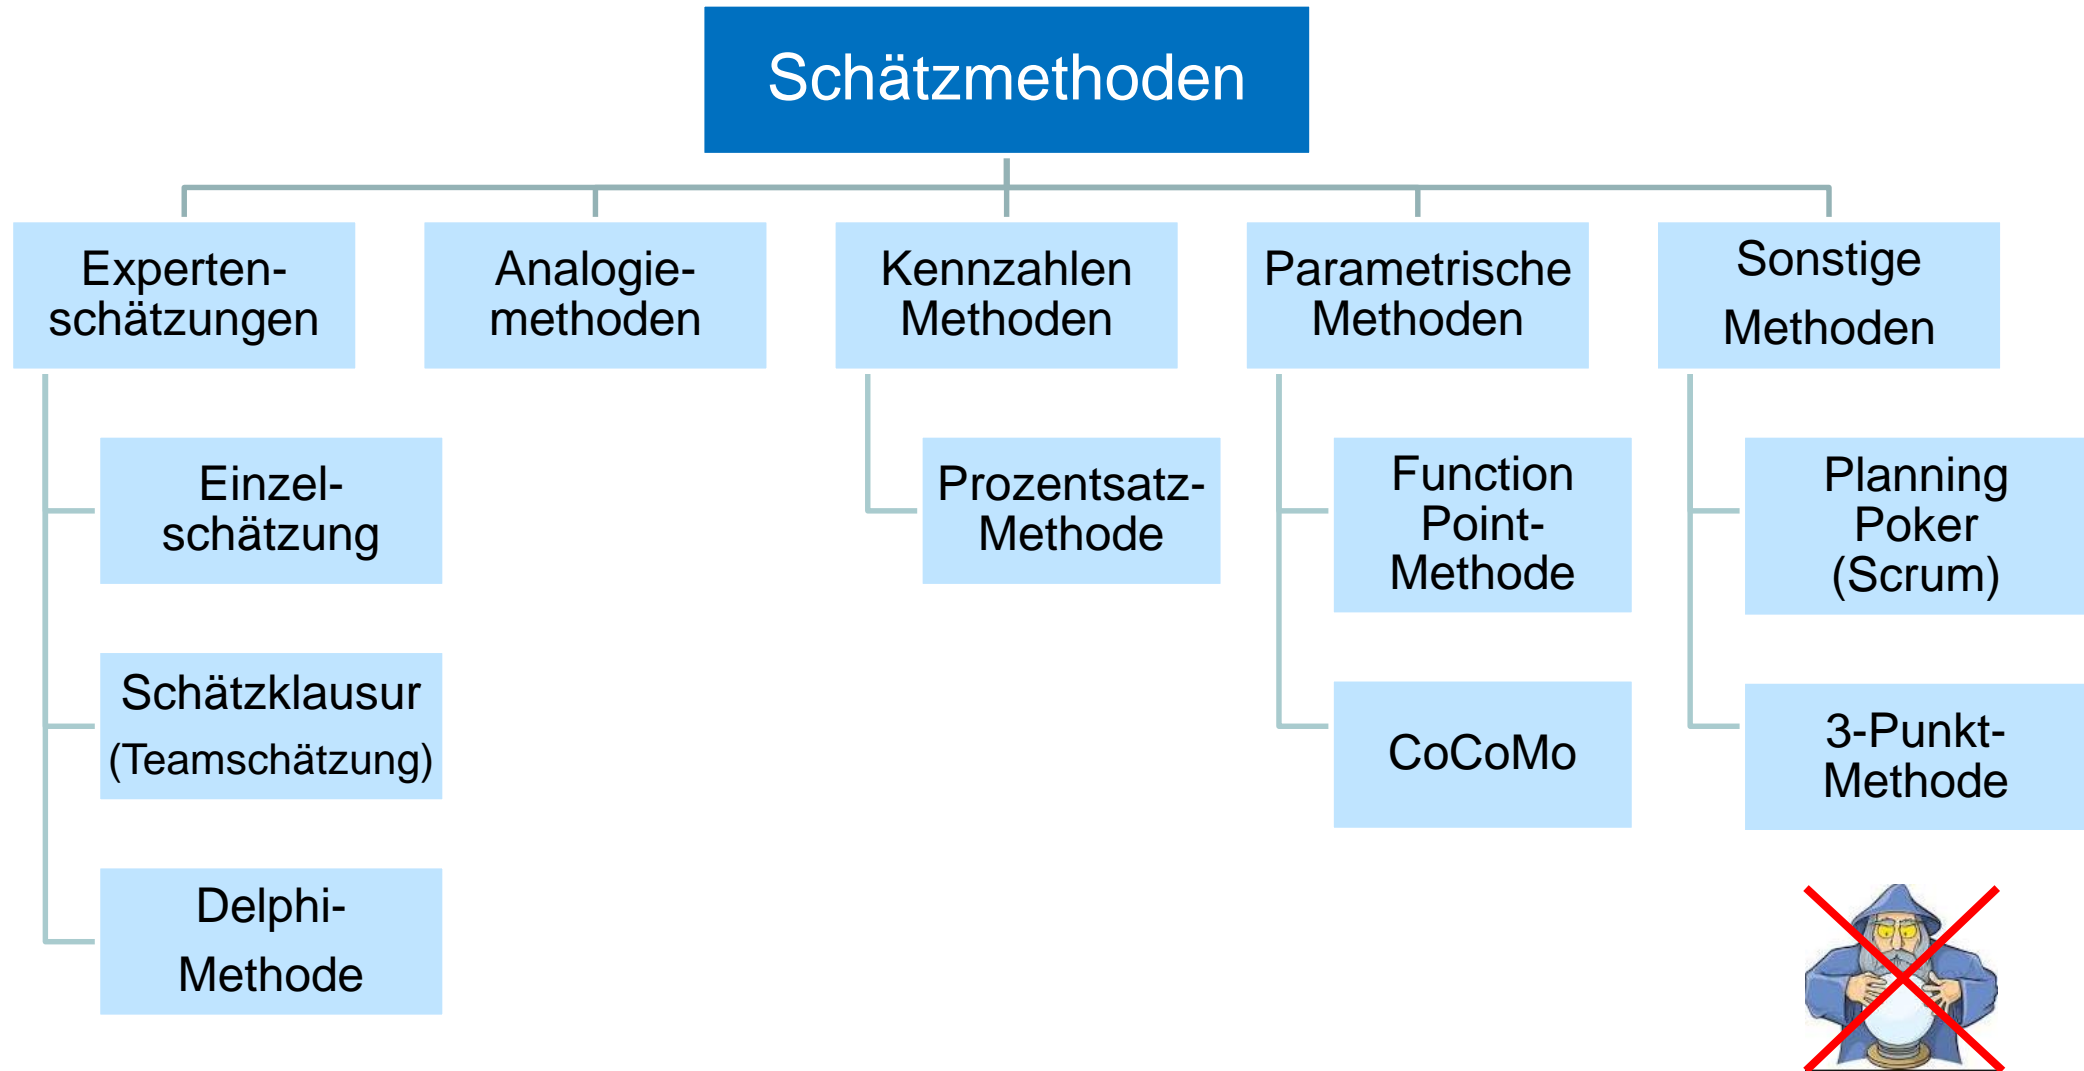 Schätzmethoden
Experten-
schätzungen
Einzel-
schätzung
Schätzklausur
(Teamschätzung)
Delphi-
Methode
Analogie-
methoden
Kennzahlen
Methoden
Prozentsatz-
Methode
Parametrische
Methoden
Function
Point-
Methode
CoCoMo
Sonstige
Methoden
Planning
Poker
(Scrum)
3-Punkt-
Methode